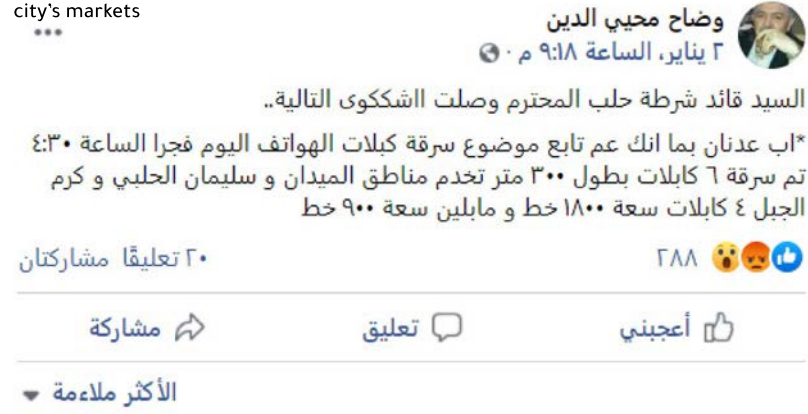 city's markets
وضاح محيي الدين
٢ يناير، الساعة ٩:١٨ م ·
السيد قائد شرطة حلب المحترم وصلت ااشككوى التالية..
*اب عدنان بما انك عم تابع موضوع سرقة كبلات الهواتف اليوم فجرا الساعة ٤:٣٠
تم سرقة ٦ كابلات بطول ٣٠٠ متر تخدم مناطق الميدان و سليمان الحلبي و كرم
الجبل ٤ كابلات سعة ١٨٠٠ خط و مابلين سعة ٩٠٠ خط
٢٨٨
٢٠ تعليقًا مشاركتان
أعجبني تعليق مشاركة
الأكثر ملاءمة